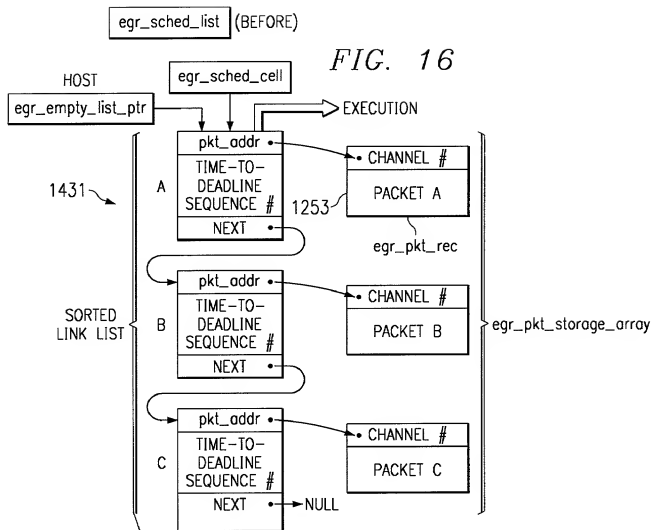 egr_sched_list (BEFORE)
FIG. 16
HOST
egr_sched_cell
egr_empty_list_ptr
EXECUTION
1431
A
pkt_addr
TIME-TO-
DEADLINE
SEQUENCE #
NEXT
CHANNEL #
PACKET A
1253
egr_pkt_rec
SORTED
LINK LIST
B
pkt_addr
TIME-TO-
DEADLINE
SEQUENCE #
NEXT
CHANNEL #
PACKET B
egr_pkt_storage_array
C
pkt_addr
TIME-TO-
DEADLINE
SEQUENCE #
NEXT
NULL
CHANNEL #
PACKET C